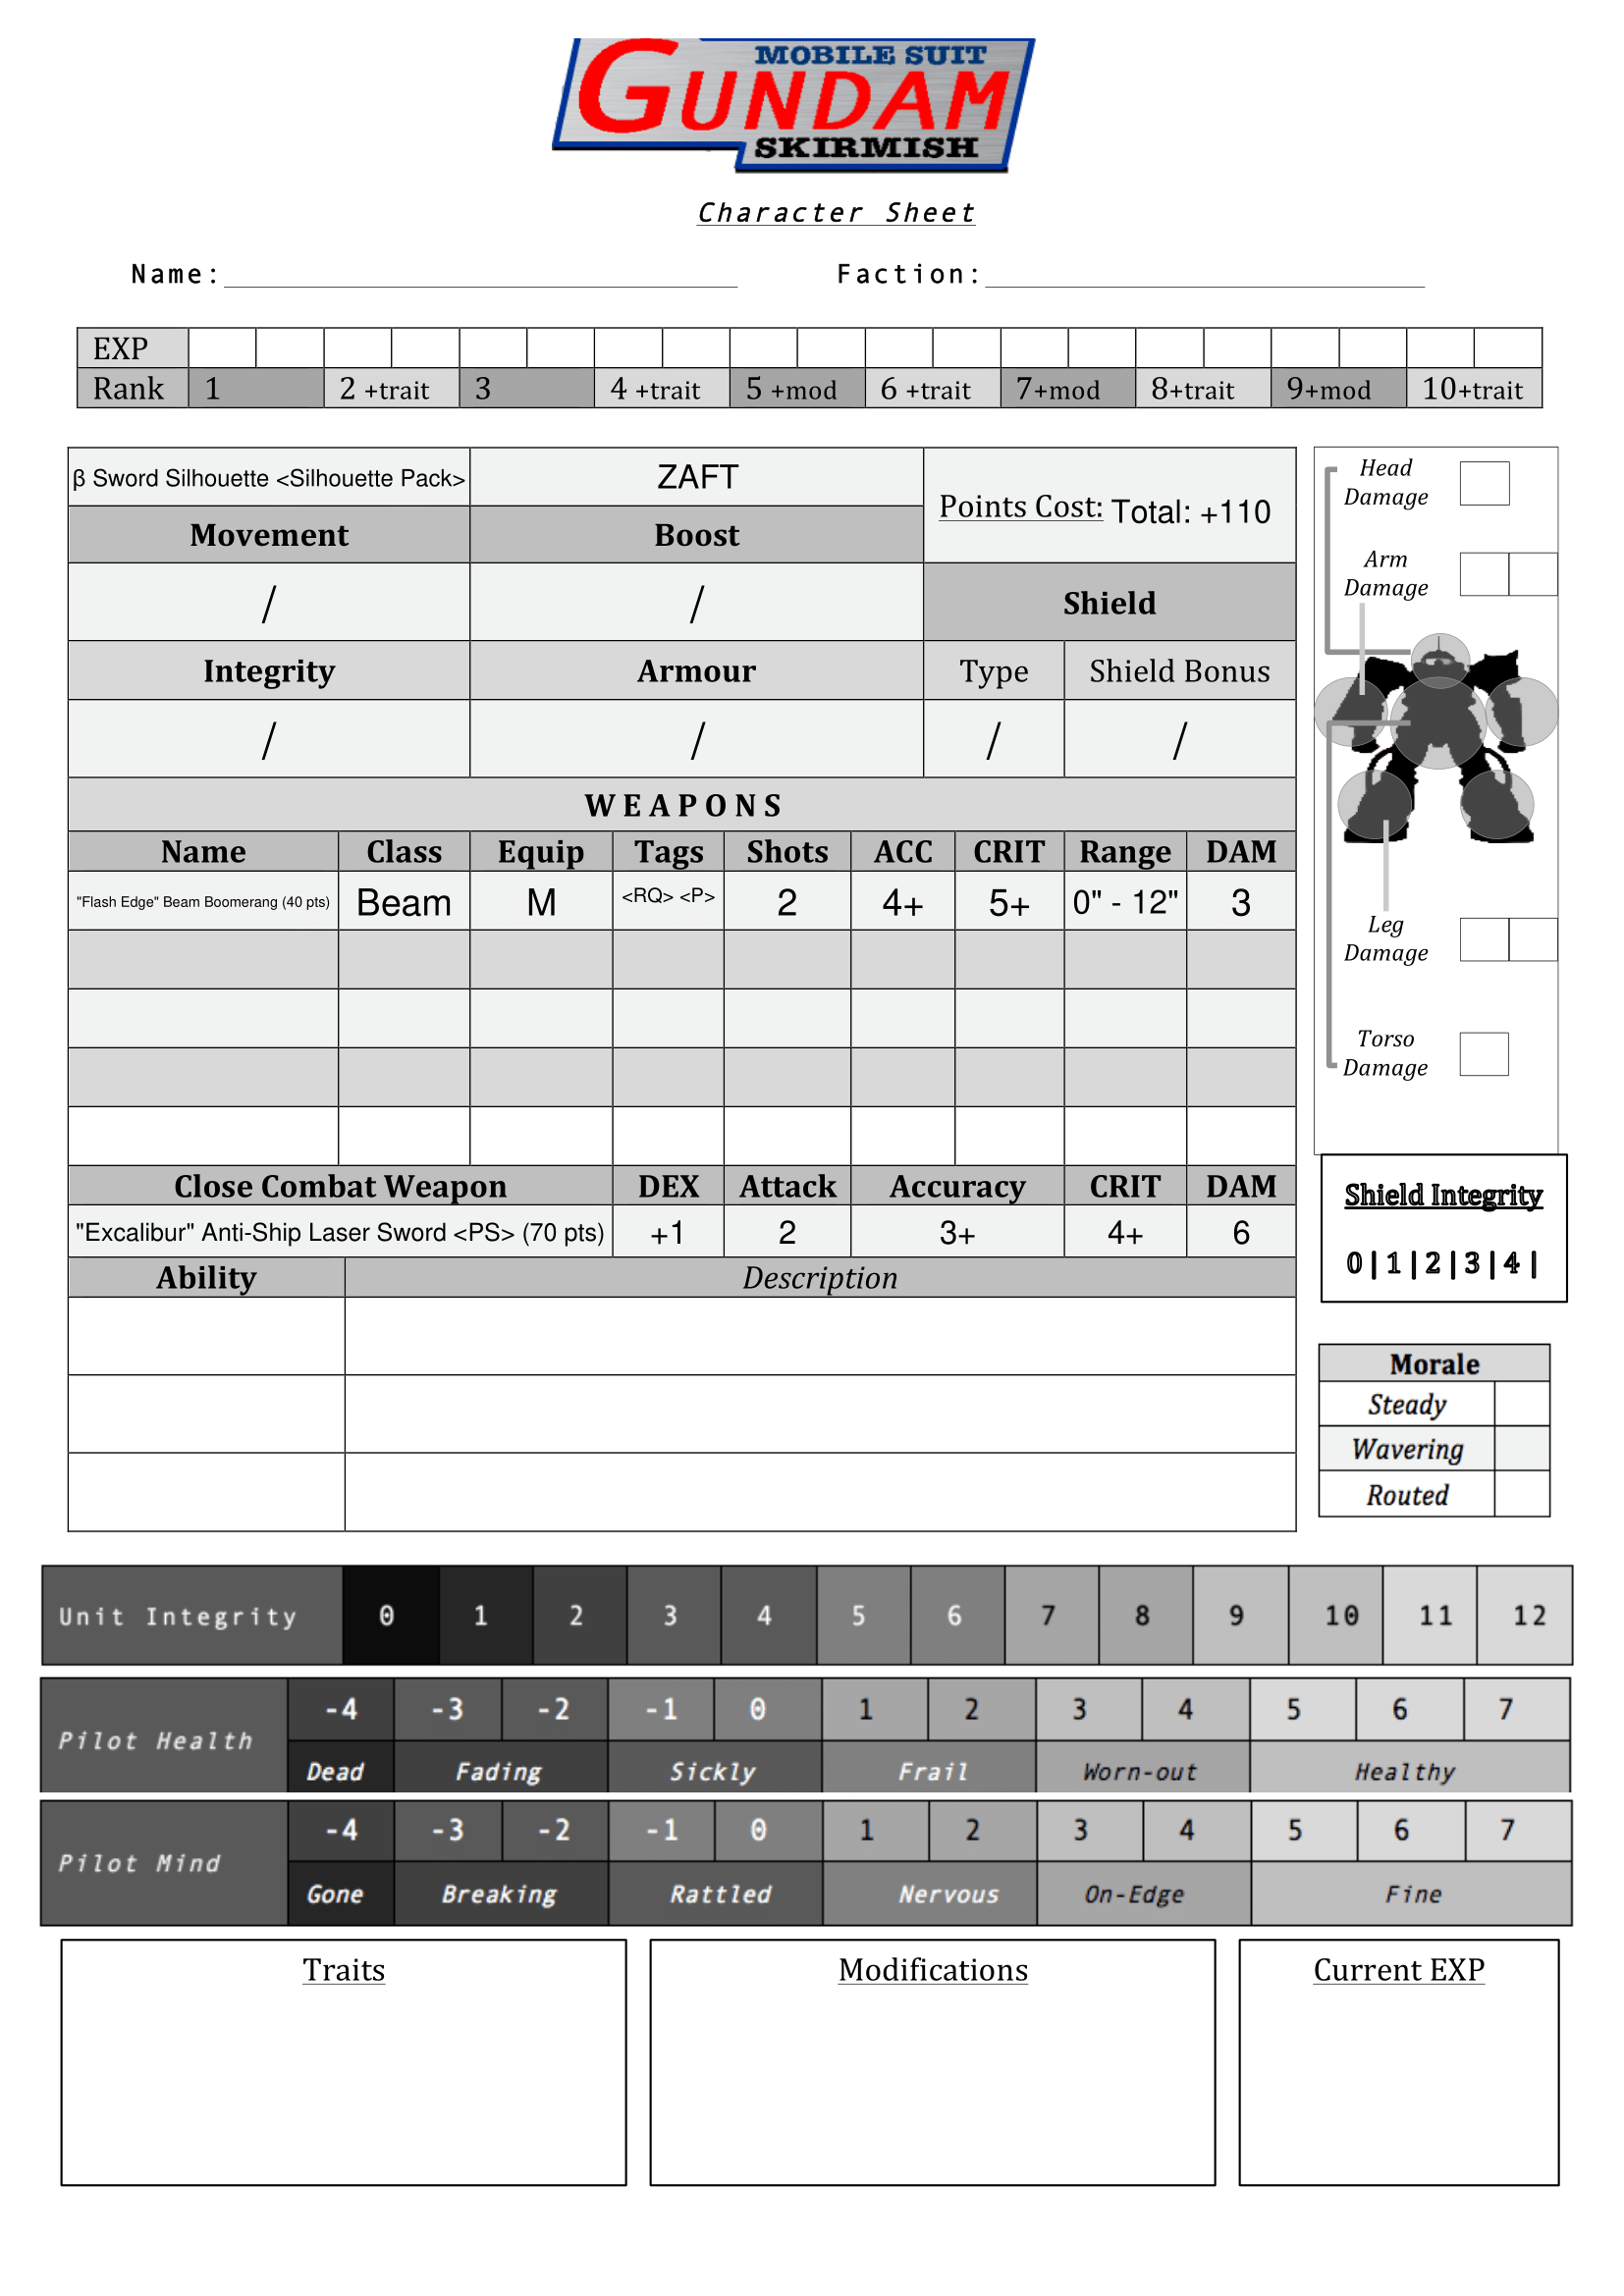 MOBILE SUIT
GUNDAM
SKIRMISH
Character Sheet
Name: Faction:
EXP
Rank 1 2 +trait 3 4 +trait 5 +mod 6 +trait 7+mod 8+trait 9+mod 10+trait
β Sword Silhouette <Silhouette Pack> ZAFT Points Cost: Total: +110
Movement Boost
/ / Shield
Integrity Armour Type Shield Bonus
/ / / /
WEAPONS
Name Class Equip Tags Shots ACC CRIT Range DAM
"Flash Edge" Beam Boomerang (40 pts) Beam M <RQ> <P> 2 4+ 5+ 0" - 12" 3
Close Combat Weapon DEX Attack Accuracy CRIT DAM
"Excalibur" Anti-Ship Laser Sword <PS> (70 pts) +1 2 3+ 4+ 6
Ability Description
Head
Damage
Arm
Damage
Leg
Damage
Torso
Damage
Shield Integrity
0 | 1 | 2 | 3 | 4 |
Morale
Steady
Wavering
Routed
Unit Integrity 0 1 2 3 4 5 6 7 8 9 10 11 12
Pilot Health -4 -3 -2 -1 0 1 2 3 4 5 6 7
Dead Fading Sickly Frail Worn-out Healthy
Pilot Mind -4 -3 -2 -1 0 1 2 3 4 5 6 7
Gone Breaking Rattled Nervous On-Edge Fine
Traits Modifications Current EXP